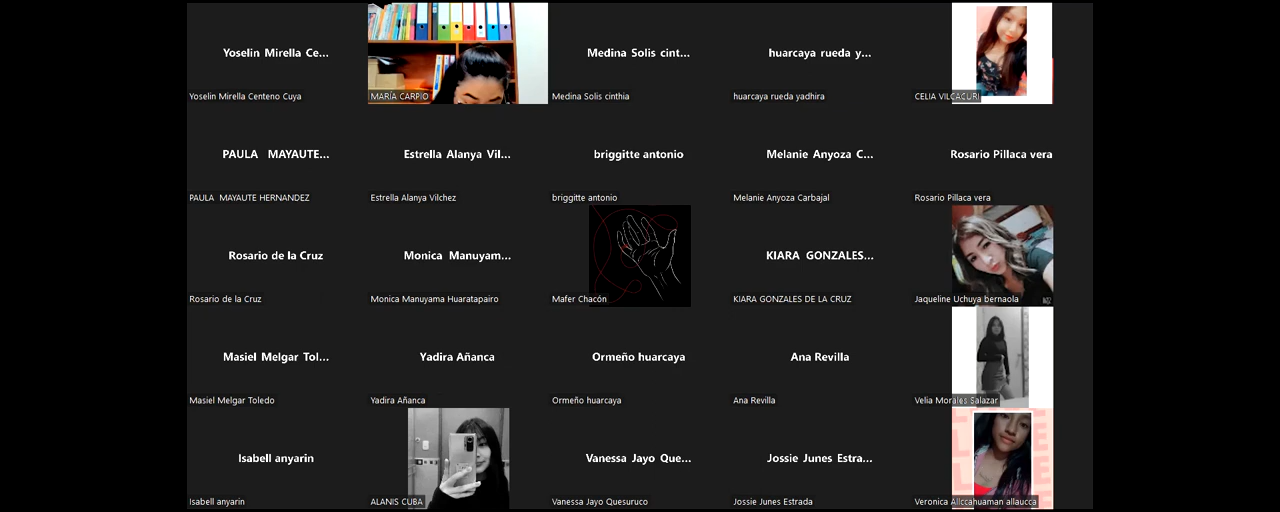 Yoselin Mirella Ce...
Medina Solis cint...
huarcaya rueda y...
Yoselin Mirella Centeno Cuya
MARIA CARPIO
Medina Solis cinthia
huarcaya rueda yadhira
CELIA VILCACURI
PAULA MAYAUTE...
Estrella Alanya Vil...
briggitte antonio
Melanie Anyoza C...
Rosario Pillaca vera
PAULA MAYAUTE HERNANDEZ
Estrella Alanya Vilchez
briggitte antonio
Melanie Anyoza Carbajal
Rosario Pillaca vera
Rosario de la Cruz
Monica Manuyam...
KIARA GONZALES...
Rosario de la Cruz
Monica Manuyama Huaratapairo
Mafer Chacón
KIARA GONZALES DE LA CRUZ
Jaqueline Uchuya bernaola
Masiel Melgar Tol...
Yadira Añanca
Ormeño huarcaya
Ana Revilla
Masiel Melgar Toledo
Yadira Añanca
Ormeño huarcaya
Ana Revilla
Velia Morales Salazar
Isabell anyarin
Vanessa Jayo Que...
Jossie Junes Estra...
Isabell anyarin
ALANIS CUBA
Vanessa Jayo Quesuruco
Jossie Junes Estrada
Veronica Allccahuaman allaucca